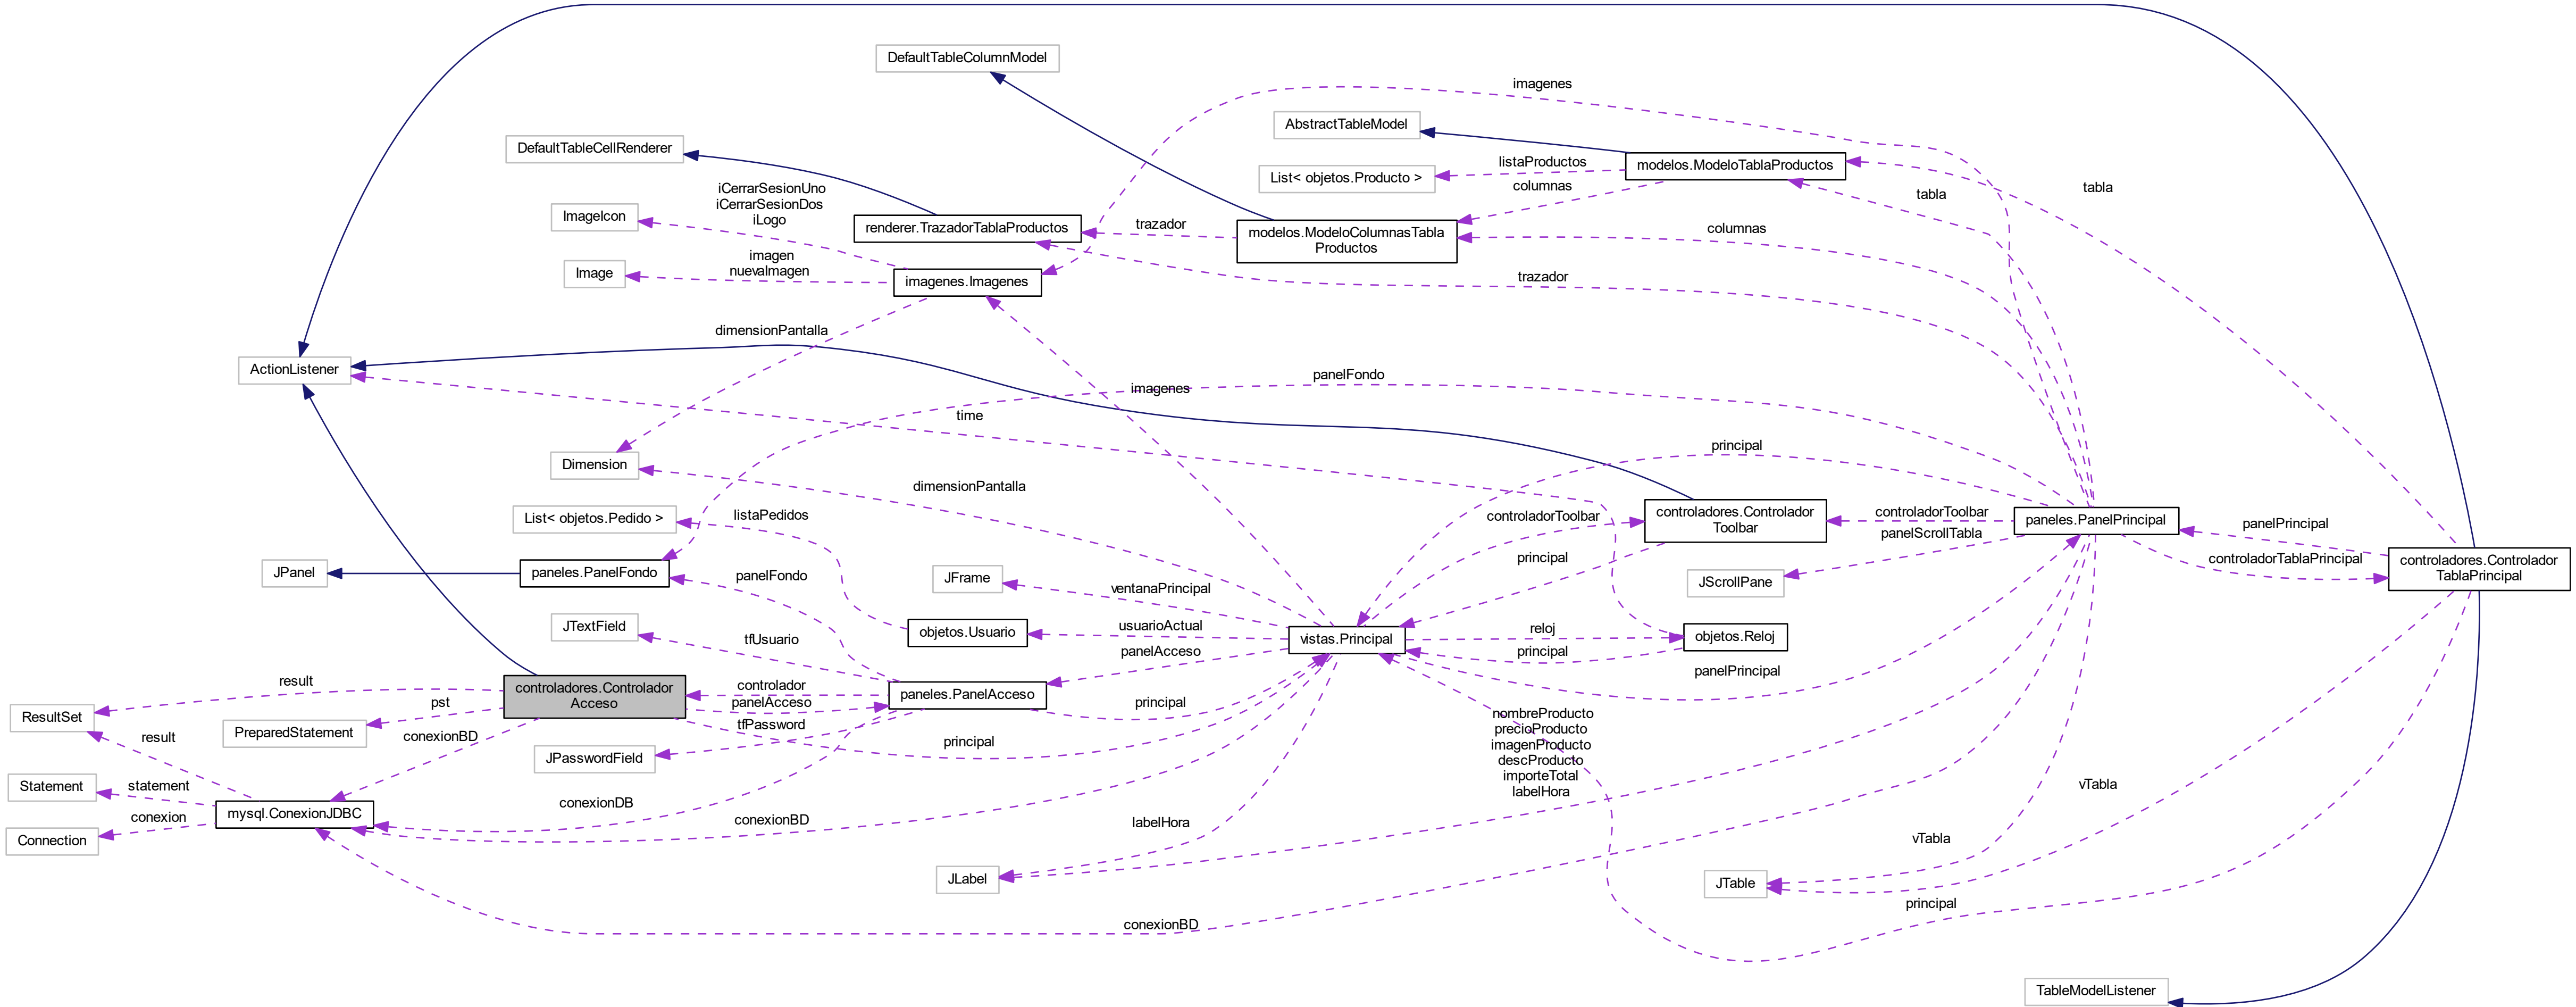 DefaultTableColumnModel
imagenes
AbstractTableModel
DefaultTableCellRenderer
listaProductos
modelos.ModeloTablaProductos
List< objetos.Producto >
columnas
tabla
tabla
iCerrarSesionUno
iCerrarSesionDos
iLogo
ImageIcon
trazador
renderer.TrazadorTablaProductos
modelos.ModeloColumnasTabla
Productos
columnas
imagen
nuevaImagen
Image
imagenes.Imagenes
trazador
dimensionPantalla
ActionListener
panelFondo
imagenes
time
principal
Dimension
dimensionPantalla
listaPedidos
List< objetos.Pedido >
controladorToolbar
controladores.Controlador
Toolbar
controladorToolbar
paneles.PanelPrincipal
panelPrincipal
panelScrollTabla
principal
controladorTablaPrincipal
controladores.Controlador
TablaPrincipal
JPanel
paneles.PanelFondo
panelFondo
JFrame
ventanaPrincipal
JScrollPane
JTextField
tfUsuario
objetos.Usuario
usuarioActual
vistas.Principal
reloj
objetos.Reloj
panelAcceso
principal
panelPrincipal
result
controladores.Controlador
Acceso
controlador
paneles.PanelAcceso
panelAcceso
principal
ResultSet
pst
PreparedStatement
tfPassword
nombreProducto
precioProducto
imagenProducto
descProducto
importeTotal
labelHora
result
conexionBD
principal
JPasswordField
Statement
statement
vTabla
mysql.ConexionJDBC
conexionDB
conexion
conexionBD
labelHora
Connection
vTabla
JLabel
JTable
principal
conexionBD
TableModelListener